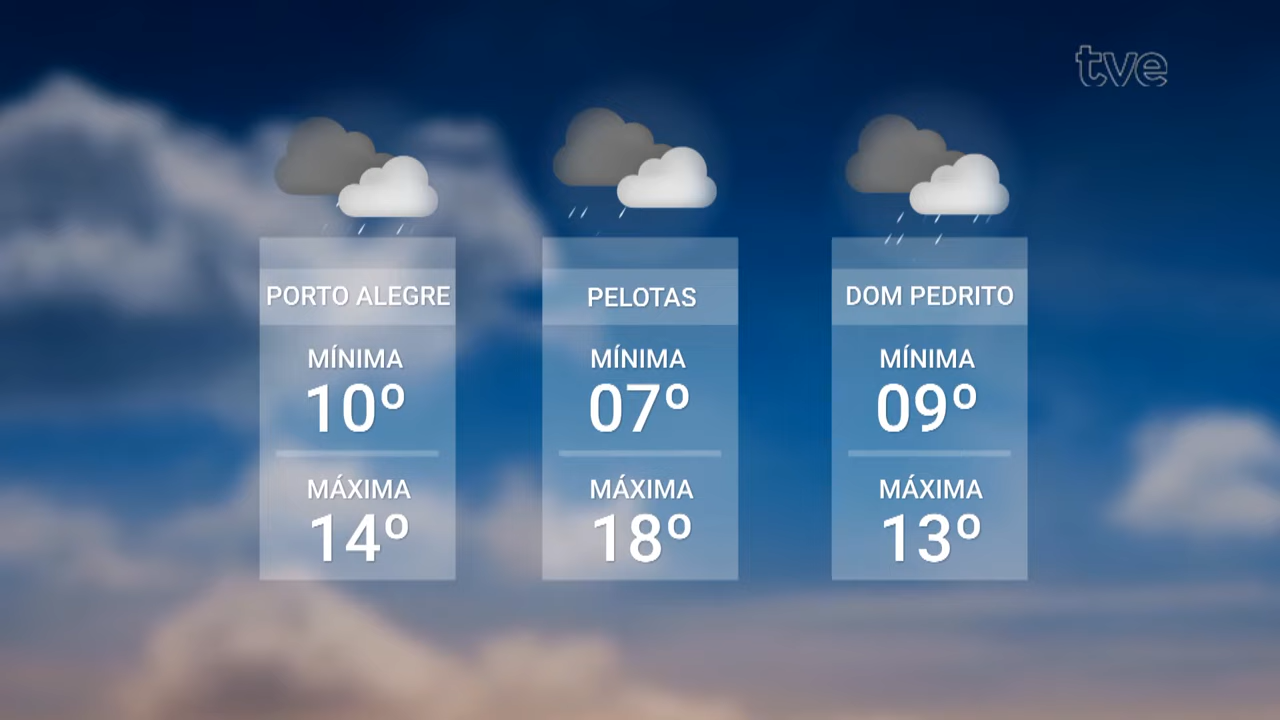 tve
PORTO ALEGRE
MÍNIMA
10º
MÁXIMA
14º
PELOTAS
MÍNIMA
07º
MÁXIMA
18º
DOM PEDRITO
MÍNIMA
09º
MÁXIMA
13º